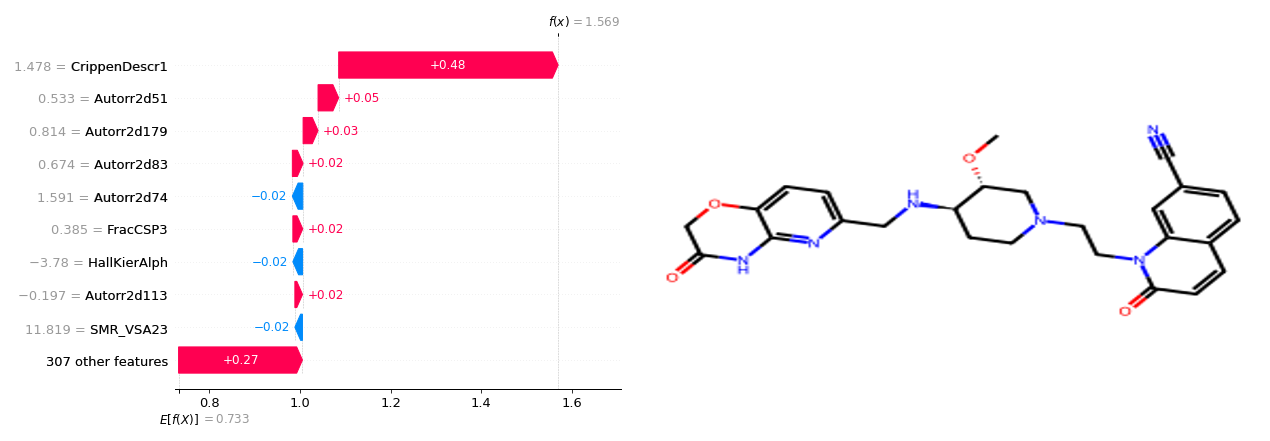 f(x) = 1.569
1.478 = CrippenDescr1
+0.48
0.533 = Autorr2d51
+0.05
0.814 = Autorr2d179
+0.03
0.674 = Autorr2d83
+0.02
1.591 = Autorr2d74
−0.02
0.385 = FracCSP3
+0.02
−3.78 = HallKierAlph
−0.02
−0.197 = Autorr2d113
+0.02
11.819 = SMR_VSA23
−0.02
307 other features
+0.27
0.8 1.0 1.2 1.4 1.6
E[f(X)] = 0.733
N
O
H
N
O
N
N
N
O
N
H
O